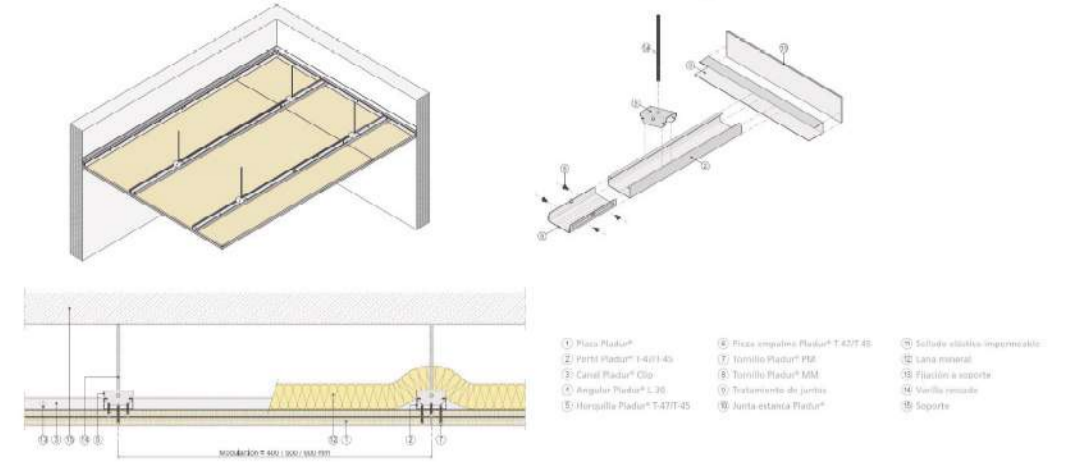 ① Placa Pladur®
② Perfil Pladur® T-47/T-45
③ Canal Pladur® Clip
④ Angular Pladur® L 30
⑤ Horquilla Pladur® T-47/T-45
⑥ Pieza empalme Pladur® T-47/T-45
⑦ Tornillo Pladur® PM
⑧ Tornillo Pladur® MM
⑨ Tratamiento de juntas
⑩ Junta estanca Pladur®
⑪ Sellado elástico impermeable
⑫ Lana mineral
⑬ Fijación a soporte
⑭ Varilla roscada
⑮ Soporte
Modulación = 400 / 500 / 600 mm